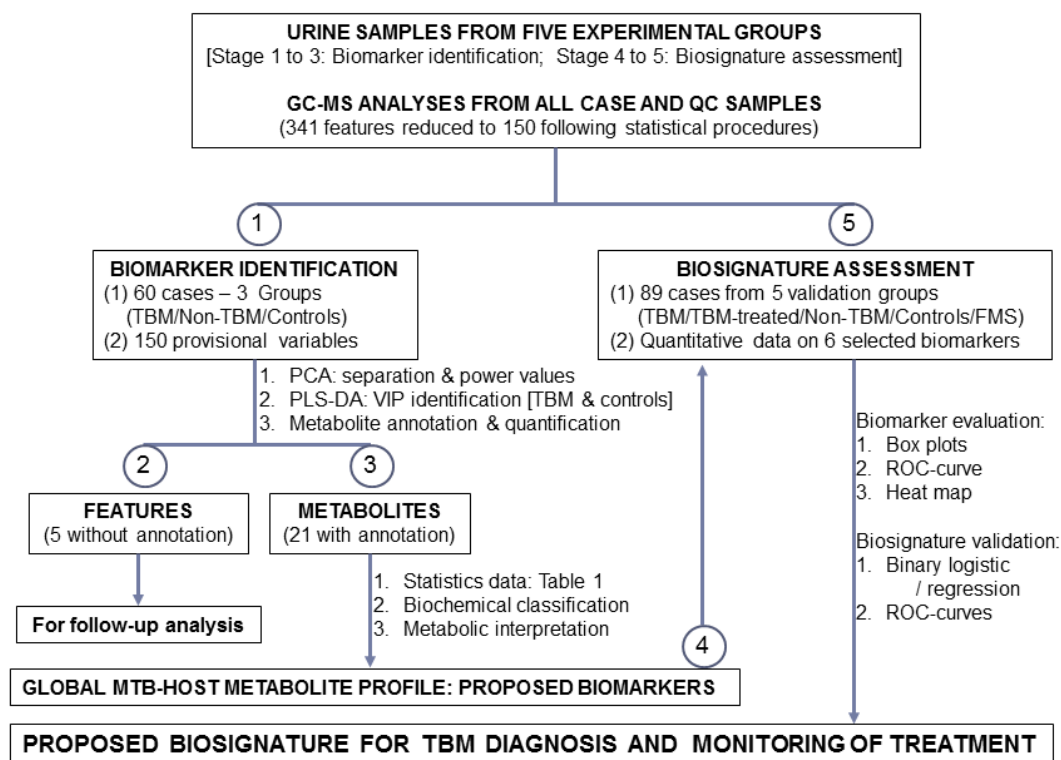 URINE SAMPLES FROM FIVE EXPERIMENTAL GROUPS
[Stage 1 to 3: Biomarker identification; Stage 4 to 5: Biosignature assessment]
GC-MS ANALYSES FROM ALL CASE AND QC SAMPLES
(341 features reduced to 150 following statistical procedures)
1
5
BIOMARKER IDENTIFICATION
(1) 60 cases – 3 Groups
(TBM/Non-TBM/Controls)
(2) 150 provisional variables
BIOSIGNATURE ASSESSMENT
(1) 89 cases from 5 validation groups
(TBM/TBM-treated/Non-TBM/Controls/FMS)
(2) Quantitative data on 6 selected biomarkers
1. PCA: separation & power values
2. PLS-DA: VIP identification [TBM & controls]
3. Metabolite annotation & quantification
2
3
FEATURES
(5 without annotation)
METABOLITES
(21 with annotation)
Biomarker evaluation:
1. Box plots
2. ROC-curve
3. Heat map
1. Statistics data: Table 1
2. Biochemical classification
3. Metabolic interpretation
Biosignature validation:
1. Binary logistic
/ regression
2. ROC-curves
For follow-up analysis
4
GLOBAL MTB-HOST METABOLITE PROFILE: PROPOSED BIOMARKERS
PROPOSED BIOSIGNATURE FOR TBM DIAGNOSIS AND MONITORING OF TREATMENT